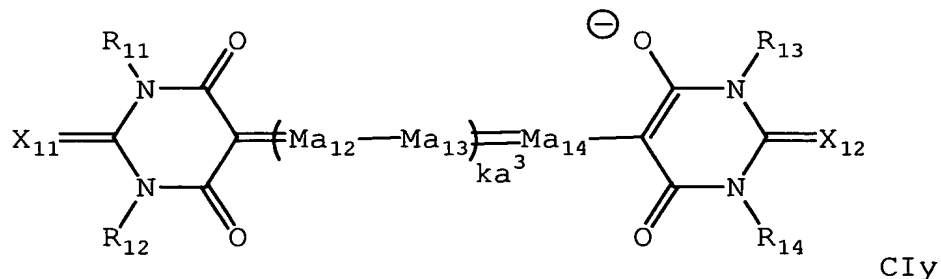 R11 O ⊖ O R13
N N
X11 (Ma12 Ma13)ka³ Ma14 X12
N N
R12 O O R14
CIy